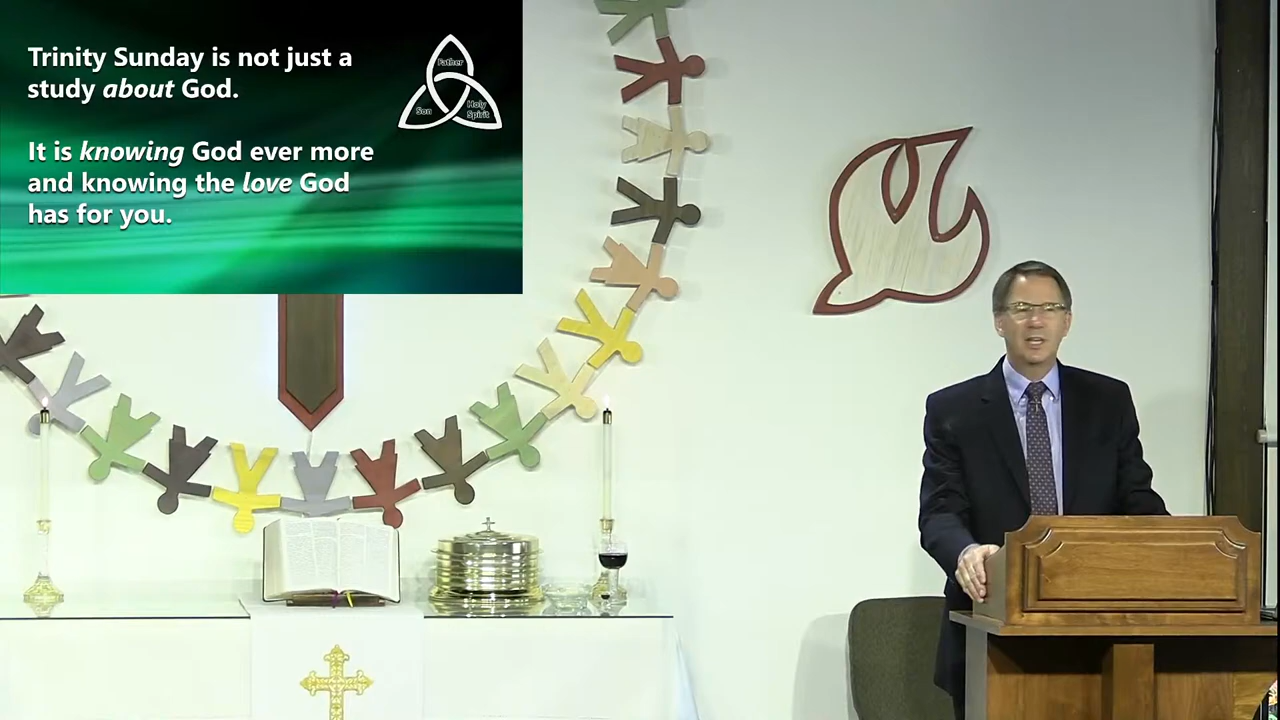 Trinity Sunday is not just a
study about God.
It is knowing God ever more
and knowing the love God
has for you.
Father
Son
Holy
Spirit